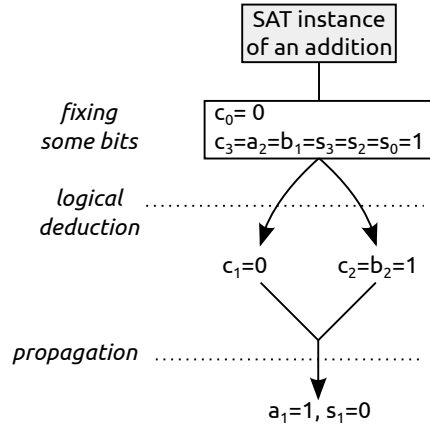 SAT instance
of an addition
fixing
some bits
c₀= 0
c₃=a₂=b₁=s₃=s₂=s₀=1
logical
deduction
c₁=0
c₂=b₂=1
propagation
a₁=1, s₁=0